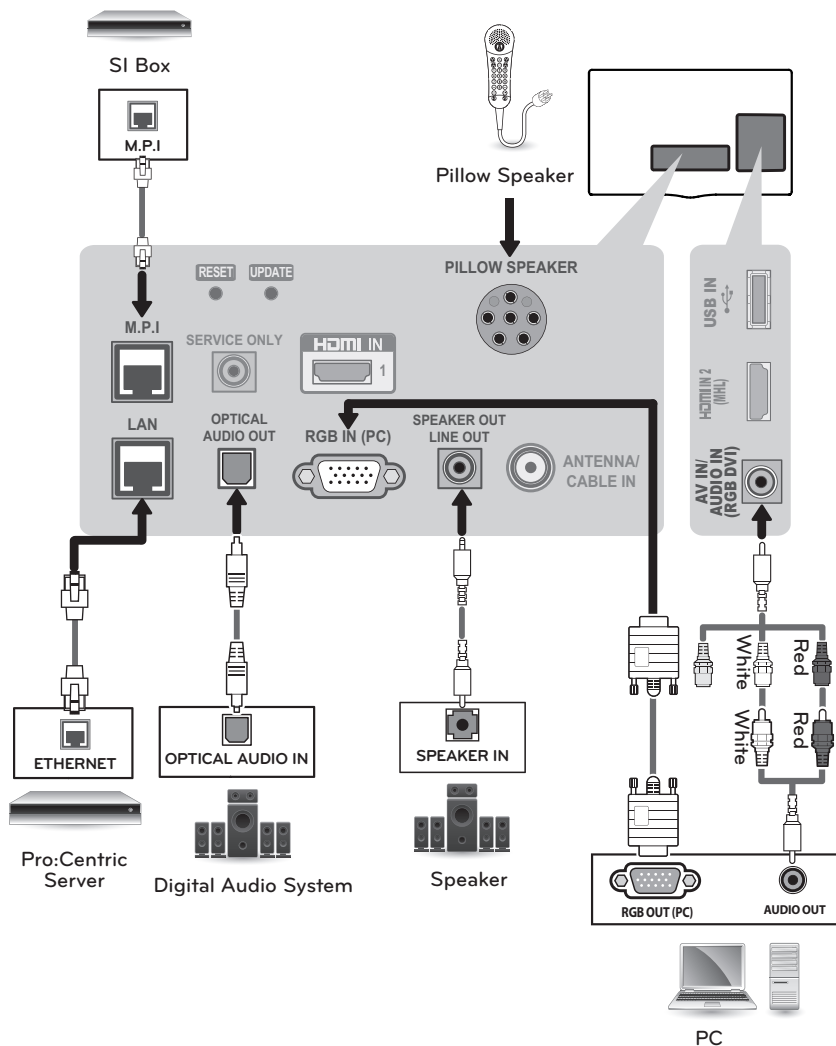 SI Box
M.P.I
Pillow Speaker
RESET
UPDATE
PILLOW SPEAKER
USB IN
M.P.I
SERVICE ONLY
HDMI IN
1
HDMI IN 2
(MHL)
LAN
OPTICAL
AUDIO OUT
RGB IN (PC)
SPEAKER OUT
LINE OUT
ANTENNA/
CABLE IN
AV IN/
AUDIO IN
(RGB DVI)
White
Red
White
Red
ETHERNET
OPTICAL AUDIO IN
SPEAKER IN
Pro:Centric
Server
Digital Audio System
Speaker
RGB OUT (PC)
AUDIO OUT
PC